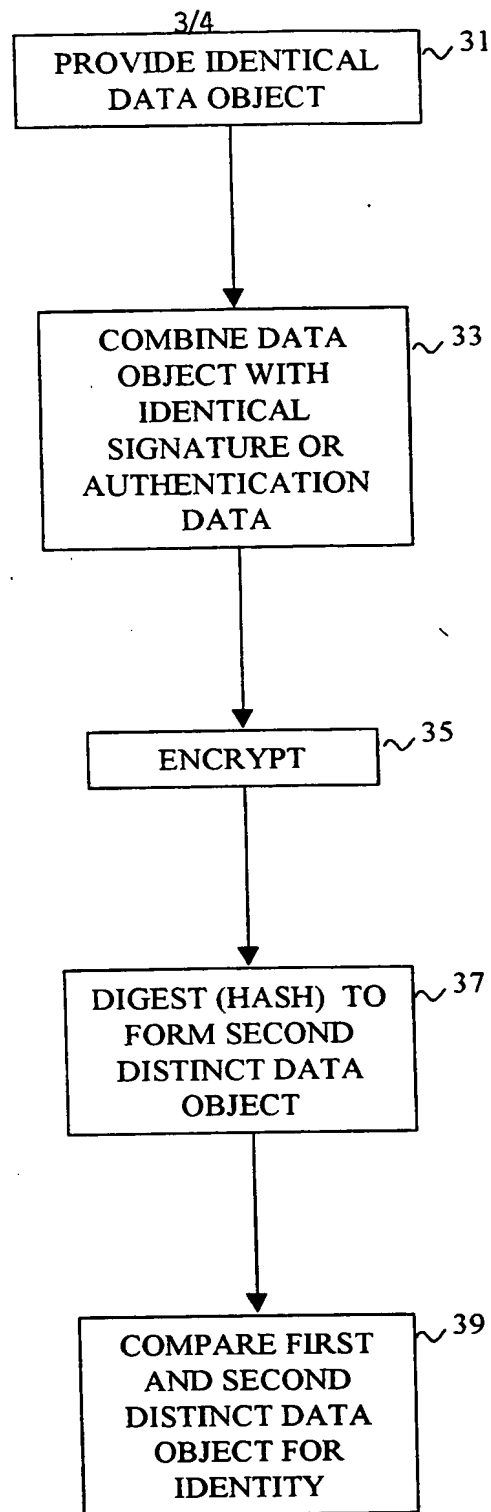 3/4
PROVIDE IDENTICAL
DATA OBJECT
31
COMBINE DATA
OBJECT WITH
IDENTICAL
SIGNATURE OR
AUTHENTICATION
DATA
33
ENCRYPT
35
DIGEST (HASH) TO
FORM SECOND
DISTINCT DATA
OBJECT
37
COMPARE FIRST
AND SECOND
DISTINCT DATA
OBJECT FOR
IDENTITY
39